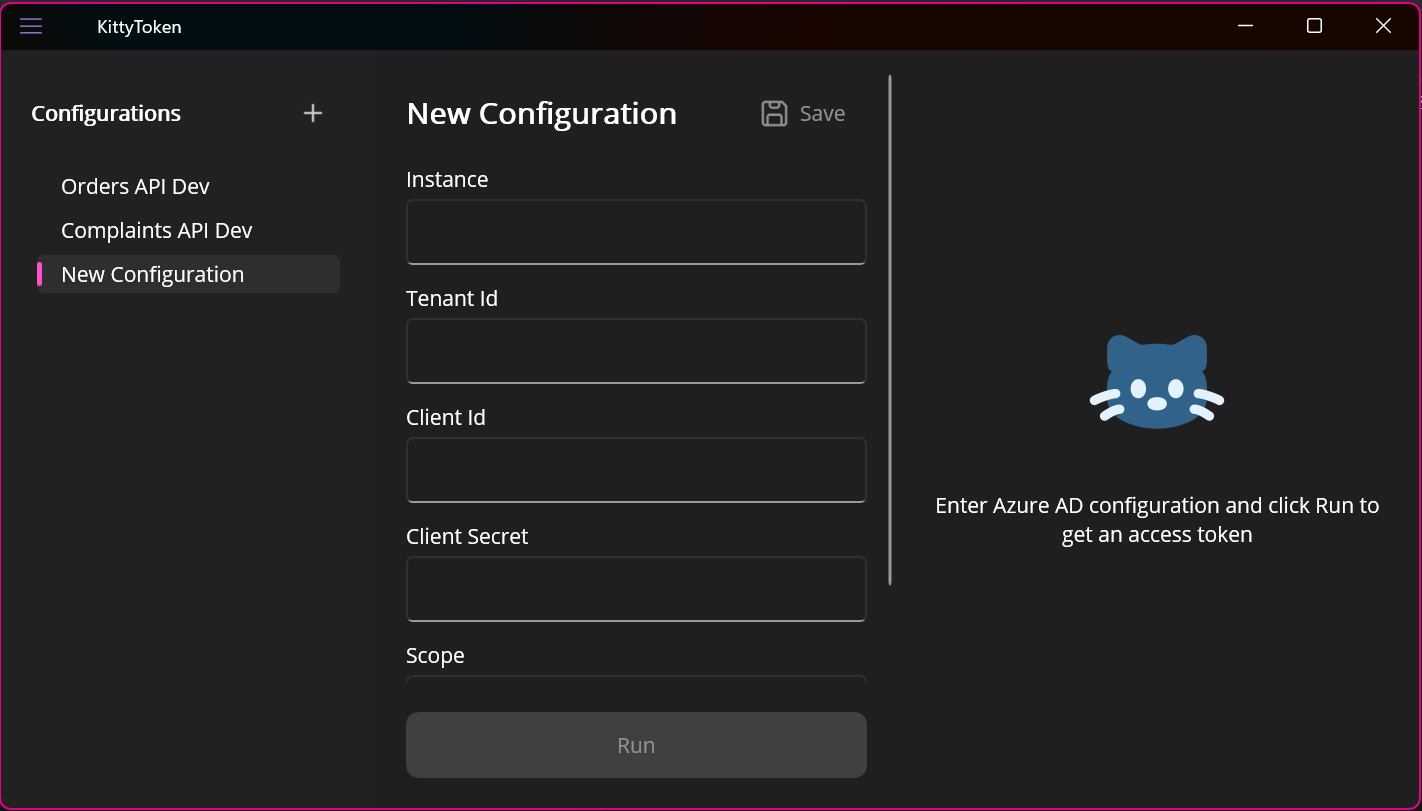 KittyToken
Configurations
Orders API Dev
Complaints API Dev
New Configuration
New Configuration
Save
Instance
Tenant Id
Client Id
Client Secret
Scope
Run
Enter Azure AD configuration and click Run to
get an access token